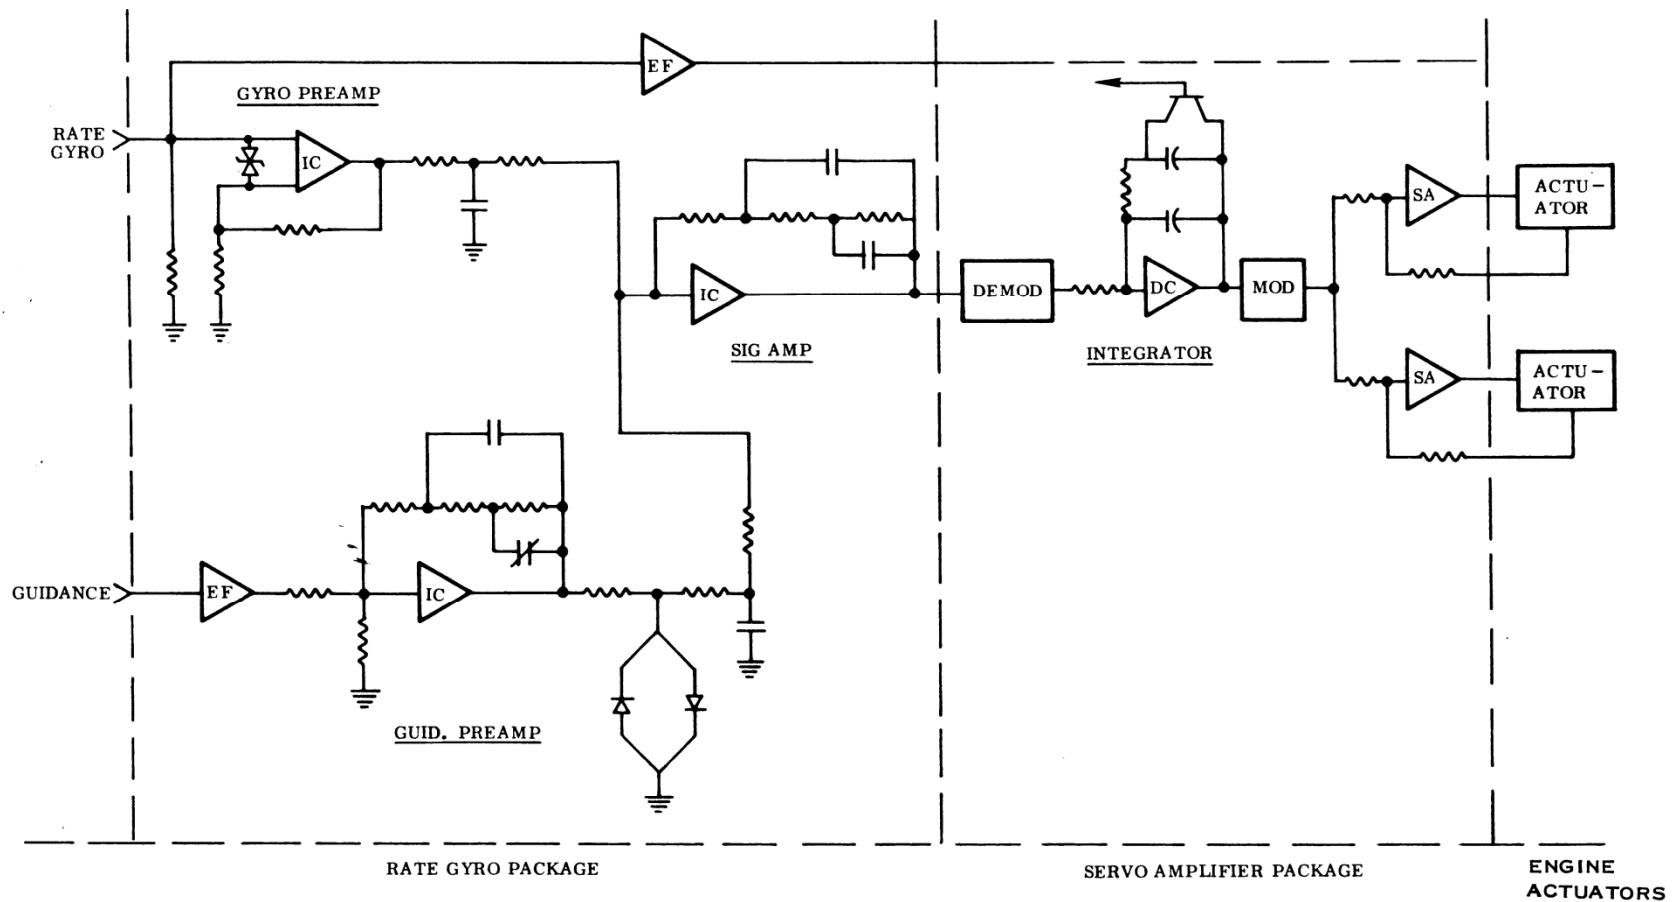 EF
GYRO PREAMP
RATE
GYRO
IC
SA
ACTU-
ATOR
IC
DEMOD
DC
MOD
SIG AMP
INTEGRATOR
SA
ACTU-
ATOR
GUIDANCE
EF
IC
GUID. PREAMP
RATE GYRO PACKAGE
SERVO AMPLIFIER PACKAGE
ENGINE
ACTUATORS